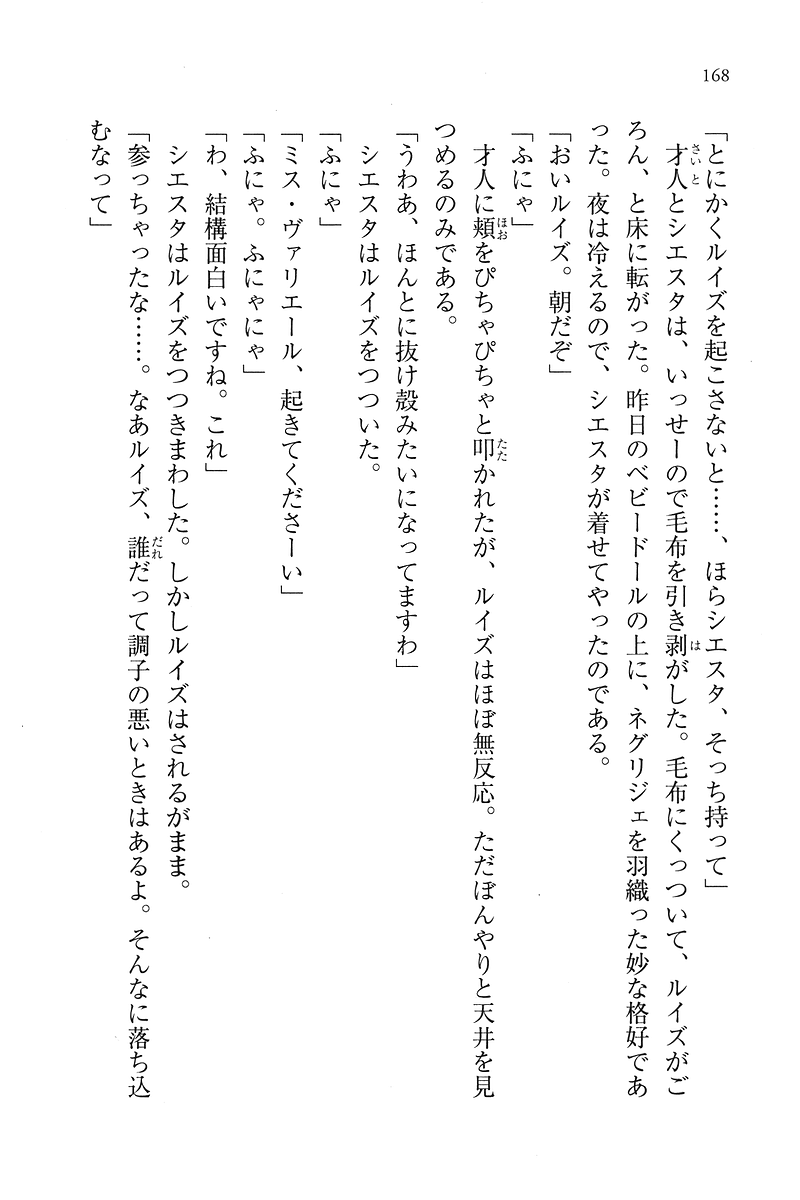 168
「とにかくルイズを起こさないと……、ほらシエスタ、そっち持って」
才人とシエスタは、いっせーので毛布を引き剥がした。毛布にくっついて、ルイズがご
ろん、と床に転がった。昨日のベビードールの上に、ネグリジェを羽織った妙な格好であ
った。夜は冷えるので、シエスタが着せてやったのである。
「おいルイズ。朝だぞ」
「ふにゃ」
才人に頬をぴちゃぴちゃと叩かれたが、ルイズはほぼ無反応。ただぼんやりと天井を見
つめるのみである。
「うわあ、ほんとに抜け殻みたいになってますわ」
シエスタはルイズをつついた。
「ふにゃ」
「ミス・ヴァリエール、起きてくださーい」
「ふにゃ。ふにゃにゃ」
「わ、結構面白いですね。これ」
シエスタはルイズをつつきまわした。しかしルイズはされるがまま。
「参っちゃったな……。なあルイズ、誰だって調子の悪いときはあるよ。そんなに落ち込
むなって」